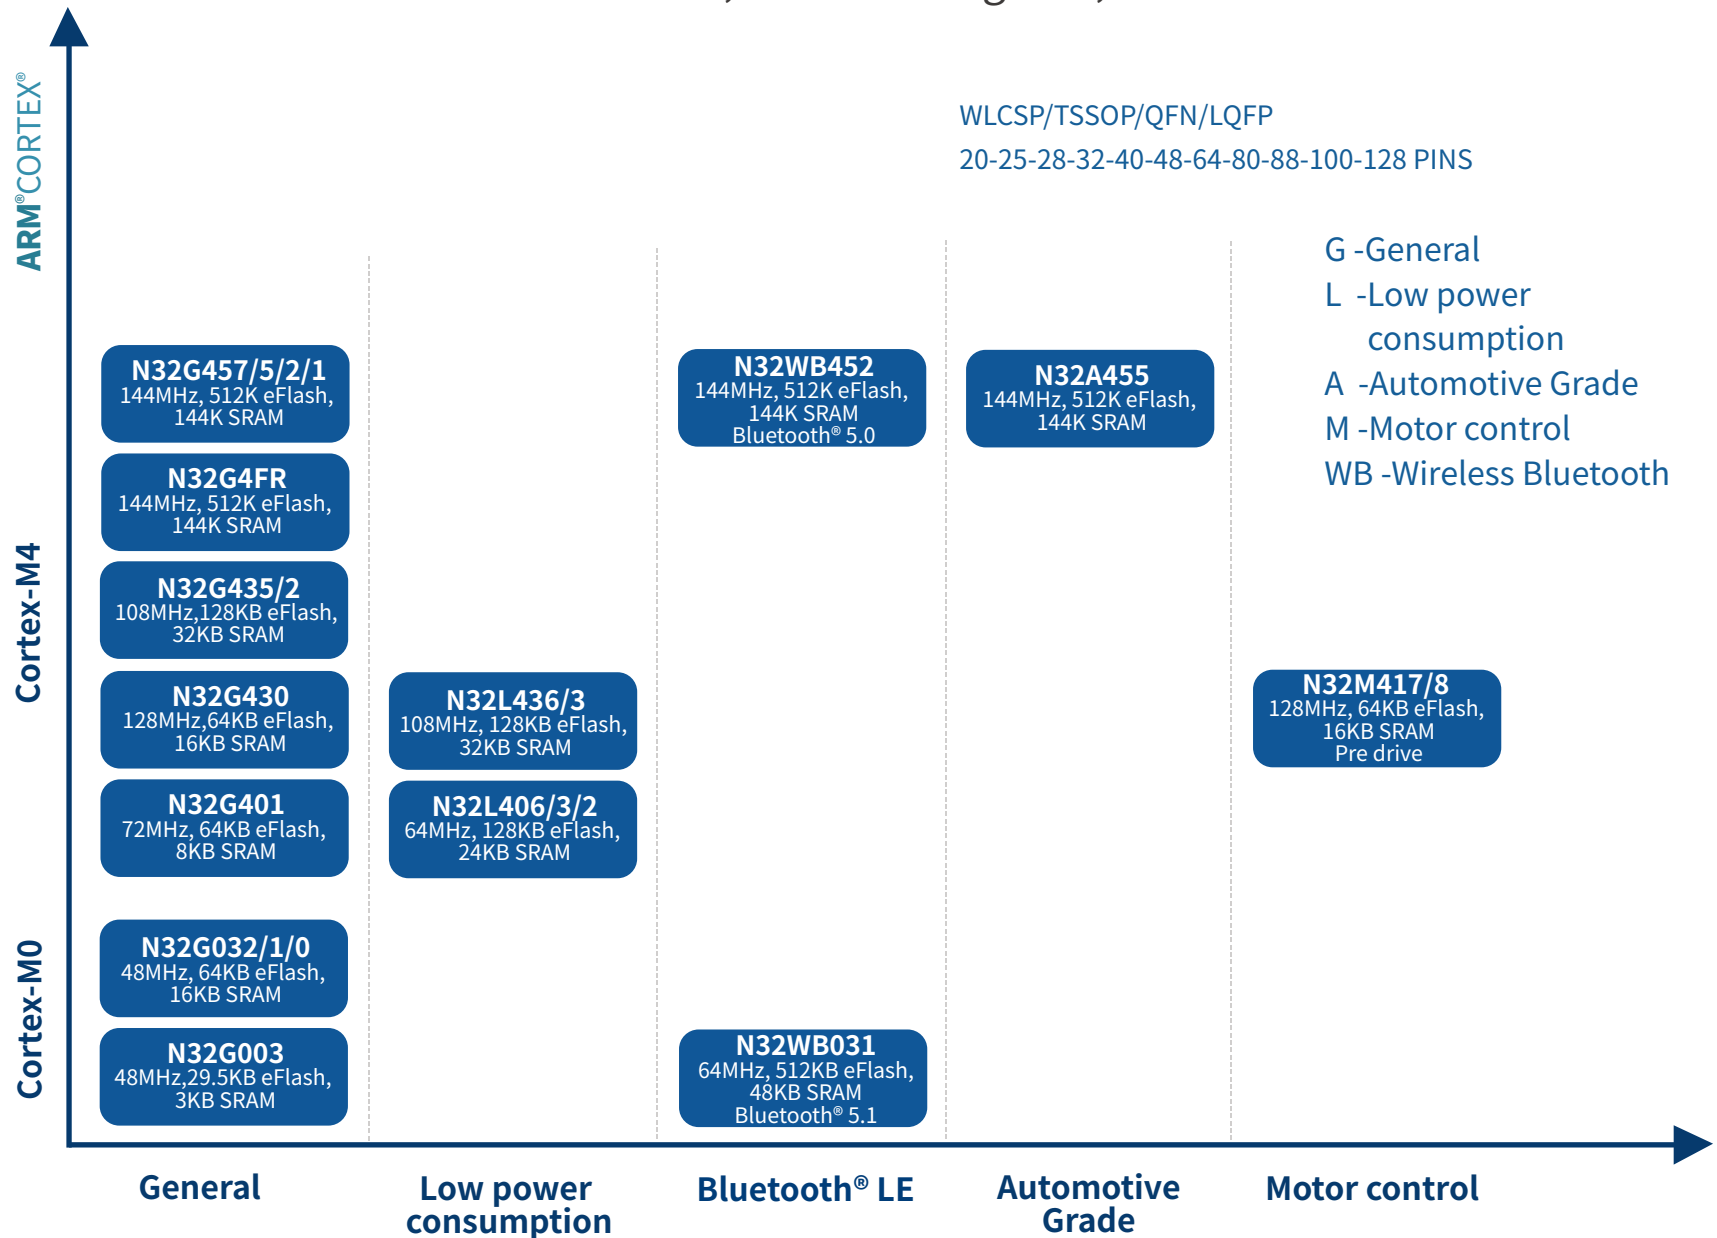 ARM®CORTEX®
WLCSP/TSSOP/QFN/LQFP
20-25-28-32-40-48-64-80-88-100-128 PINS
G -General
L -Low power
consumption
A -Automotive Grade
M -Motor control
WB -Wireless Bluetooth
Cortex-M4
N32G457/5/2/1
144MHz, 512K eFlash,
144K SRAM
N32WB452
144MHz, 512K eFlash,
144K SRAM
Bluetooth® 5.0
N32A455
144MHz, 512K eFlash,
144K SRAM
N32G4FR
144MHz, 512K eFlash,
144K SRAM
N32G435/2
108MHz,128KB eFlash,
32KB SRAM
N32G430
128MHz,64KB eFlash,
16KB SRAM
N32L436/3
108MHz, 128KB eFlash,
32KB SRAM
N32M417/8
128MHz, 64KB eFlash,
16KB SRAM
Pre drive
N32G401
72MHz, 64KB eFlash,
8KB SRAM
N32L406/3/2
64MHz, 128KB eFlash,
24KB SRAM
Cortex-M0
N32G032/1/0
48MHz, 64KB eFlash,
16KB SRAM
N32G003
48MHz,29.5KB eFlash,
3KB SRAM
N32WB031
64MHz, 512KB eFlash,
48KB SRAM
Bluetooth® 5.1
General
Low power
consumption
Bluetooth® LE
Automotive
Grade
Motor control